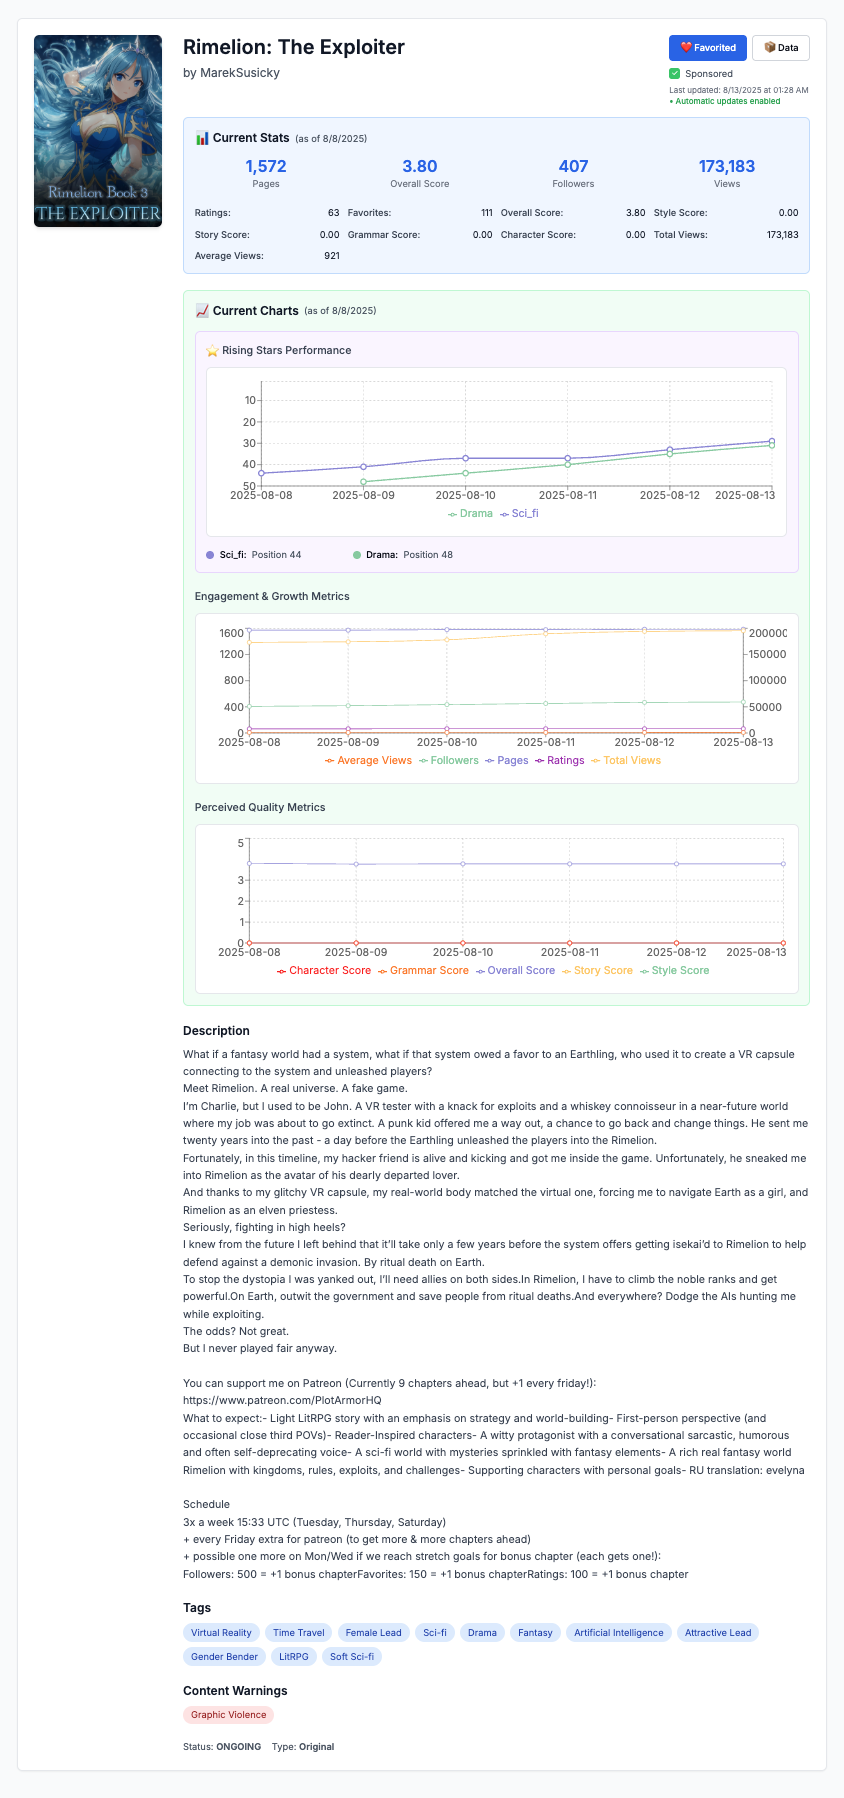 Rimelion Book 3
THE EXPLOITER
Rimelion: The Exploiter
by MarekSusicky
❤️ Favorited
📦 Data
Sponsored
Last updated: 8/13/2025 at 01:28 AM
• Automatic updates enabled
📊 Current Stats (as of 8/8/2025)
1,572 3.80 407 173,183
Pages Overall Score Followers Views
Ratings: 63 Favorites: 111 Overall Score: 3.80 Style Score: 0.00
Story Score: 0.00 Grammar Score: 0.00 Character Score: 0.00 Total Views: 173,183
Average Views: 921
📈 Current Charts (as of 8/8/2025)
⭐ Rising Stars Performance
10
20
30
40
50
2025-08-08 2025-08-09 2025-08-10 2025-08-11 2025-08-12 2025-08-13
Drama Sci_fi
Sci_fi: Position 44 Drama: Position 48
Engagement & Growth Metrics
1600 200000
1200 150000
800 100000
400 50000
0 0
2025-08-08 2025-08-09 2025-08-10 2025-08-11 2025-08-12 2025-08-13
Average Views Followers Pages Ratings Total Views
Perceived Quality Metrics
5
3
2
1
0
2025-08-08 2025-08-09 2025-08-10 2025-08-11 2025-08-12 2025-08-13
Character Score Grammar Score Overall Score Story Score Style Score
Description
What if a fantasy world had a system, what if that system owed a favor to an Earthling, who used it to create a VR capsule
connecting to the system and unleashed players?
Meet Rimelion. A real universe. A fake game.
I’m Charlie, but I used to be John. A VR tester with a knack for exploits and a whiskey connoisseur in a near-future world
where my job was about to go extinct. A punk kid offered me a way out, a chance to go back and change things. He sent me
twenty years into the past - a day before the Earthling unleashed the players into the Rimelion.
Fortunately, in this timeline, my hacker friend is alive and kicking and got me inside the game. Unfortunately, he sneaked me
into Rimelion as the avatar of his dearly departed lover.
And thanks to my glitchy VR capsule, my real-world body matched the virtual one, forcing me to navigate Earth as a girl, and
Rimelion as an elven priestess.
Seriously, fighting in high heels?
I knew from the future I left behind that it’ll take only a few years before the system offers getting isekai’d to Rimelion to help
defend against a demonic invasion. By ritual death on Earth.
To stop the dystopia I was yanked out, I’ll need allies on both sides.In Rimelion, I have to climb the noble ranks and get
powerful.On Earth, outwit the government and save people from ritual deaths.And everywhere? Dodge the AIs hunting me
while exploiting.
The odds? Not great.
But I never played fair anyway.
You can support me on Patreon (Currently 9 chapters ahead, but +1 every friday!):
https://www.patreon.com/PlotArmorHQ
What to expect:- Light LitRPG story with an emphasis on strategy and world-building- First-person perspective (and
occasional close third POVs)- Reader-Inspired characters- A witty protagonist with a conversational sarcastic, humorous
and often self-deprecating voice- A sci-fi world with mysteries sprinkled with fantasy elements- A rich real fantasy world
Rimelion with kingdoms, rules, exploits, and challenges- Supporting characters with personal goals- RU translation: evelyna
Schedule
3x a week 15:33 UTC (Tuesday, Thursday, Saturday)
+ every Friday extra for patreon (to get more & more chapters ahead)
+ possible one more on Mon/Wed if we reach stretch goals for bonus chapter (each gets one!):
Followers: 500 = +1 bonus chapterFavorites: 150 = +1 bonus chapterRatings: 100 = +1 bonus chapter
Tags
Virtual Reality Time Travel Female Lead Sci-fi Drama Fantasy Artificial Intelligence Attractive Lead
Gender Bender LitRPG Soft Sci-fi
Content Warnings
Graphic Violence
Status: ONGOING Type: Original